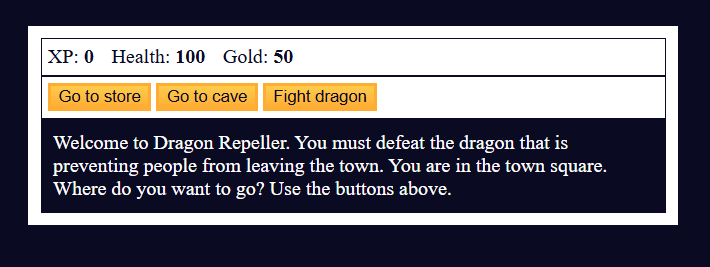 XP: 0 Health: 100 Gold: 50
Go to store Go to cave Fight dragon
Welcome to Dragon Repeller. You must defeat the dragon that is
preventing people from leaving the town. You are in the town square.
Where do you want to go? Use the buttons above.